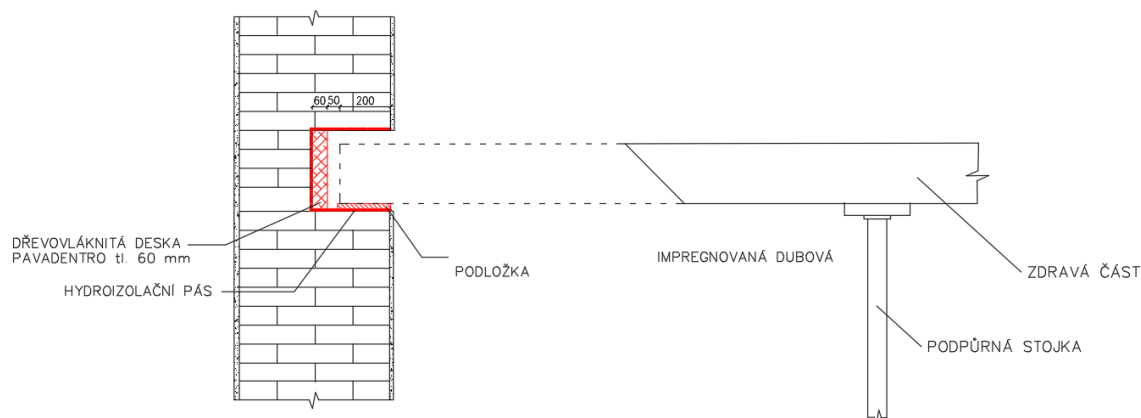 60 50 200
DŘEVOVLÁKNITÁ DESKA
PAVADENTRO tl. 60 mm
HYDROIZOLAČNÍ PÁS
PODLOŽKA
IMPREGNOVANÁ DUBOVÁ
ZDRAVÁ ČÁST
PODPŮRNÁ STOJKA